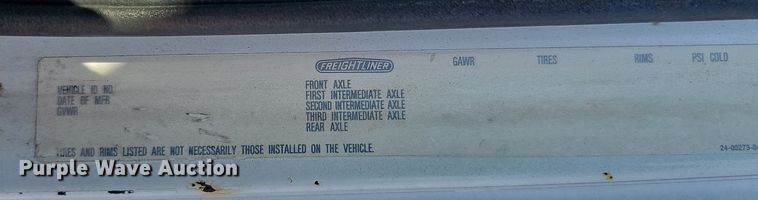 FREIGHTLINER GAWR TIRES RIMS PSI COLD
VEHICLE ID NO.
DATE OF MFR
GVWR
FRONT AXLE
FIRST INTERMEDIATE AXLE
SECOND INTERMEDIATE AXLE
THIRD INTERMEDIATE AXLE
REAR AXLE
TIRES AND RIMS LISTED ARE NOT NECESSARILY THOSE INSTALLED ON THE VEHICLE.
Purple Wave Auction